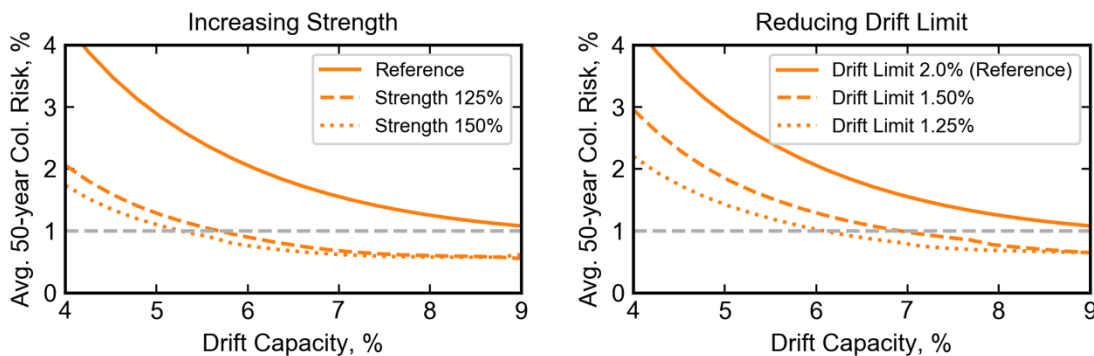 Increasing Strength
Avg. 50-year Col. Risk, %
4
3
2
1
0
Reference
Strength 125%
Strength 150%
4 5 6 7 8 9
Drift Capacity, %
Reducing Drift Limit
Avg. 50-year Col. Risk, %
4
3
2
1
0
Drift Limit 2.0% (Reference)
Drift Limit 1.50%
Drift Limit 1.25%
4 5 6 7 8 9
Drift Capacity, %